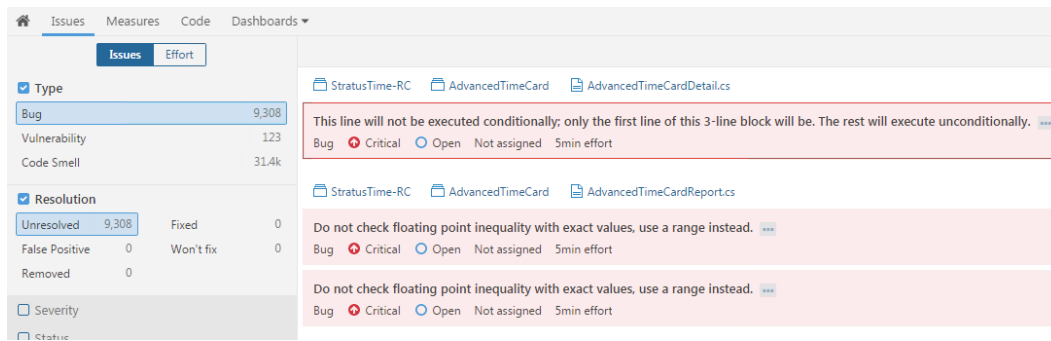 Issues Measures Code Dashboards
Issues Effort
Type
Bug 9,308
Vulnerability 123
Code Smell 31.4k
Resolution
Unresolved 9,308 Fixed 0
False Positive 0 Won't fix 0
Removed 0
Severity
Status
StratusTime-RC AdvancedTimeCard AdvancedTimeCardDetail.cs
This line will not be executed conditionally; only the first line of this 3-line block will be. The rest will execute unconditionally.
Bug Critical Open Not assigned 5min effort
StratusTime-RC AdvancedTimeCard AdvancedTimeCardReport.cs
Do not check floating point inequality with exact values, use a range instead.
Bug Critical Open Not assigned 5min effort
Do not check floating point inequality with exact values, use a range instead.
Bug Critical Open Not assigned 5min effort